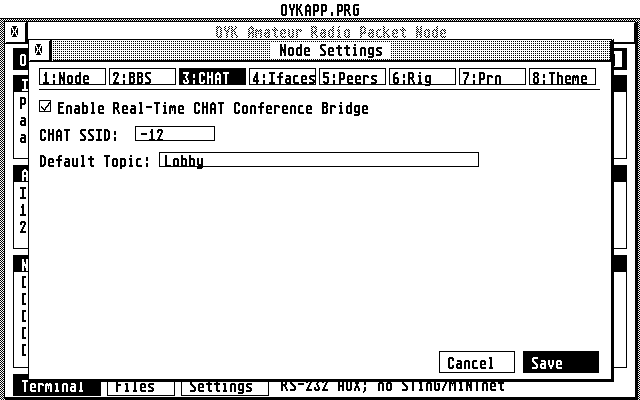 OYKAPP.PRG
OYK Amateur Radio Packet Node
Node Settings
1:Node 2:BBS 3:CHAT 4:Ifaces 5:Peers 6:Rig 7:Prn 8:Theme
Enable Real-Time CHAT Conference Bridge
CHAT SSID: -12
Default Topic: Lobby
Cancel Save
Terminal Files Settings RS-232 AUX; no STinG/MiNTnet